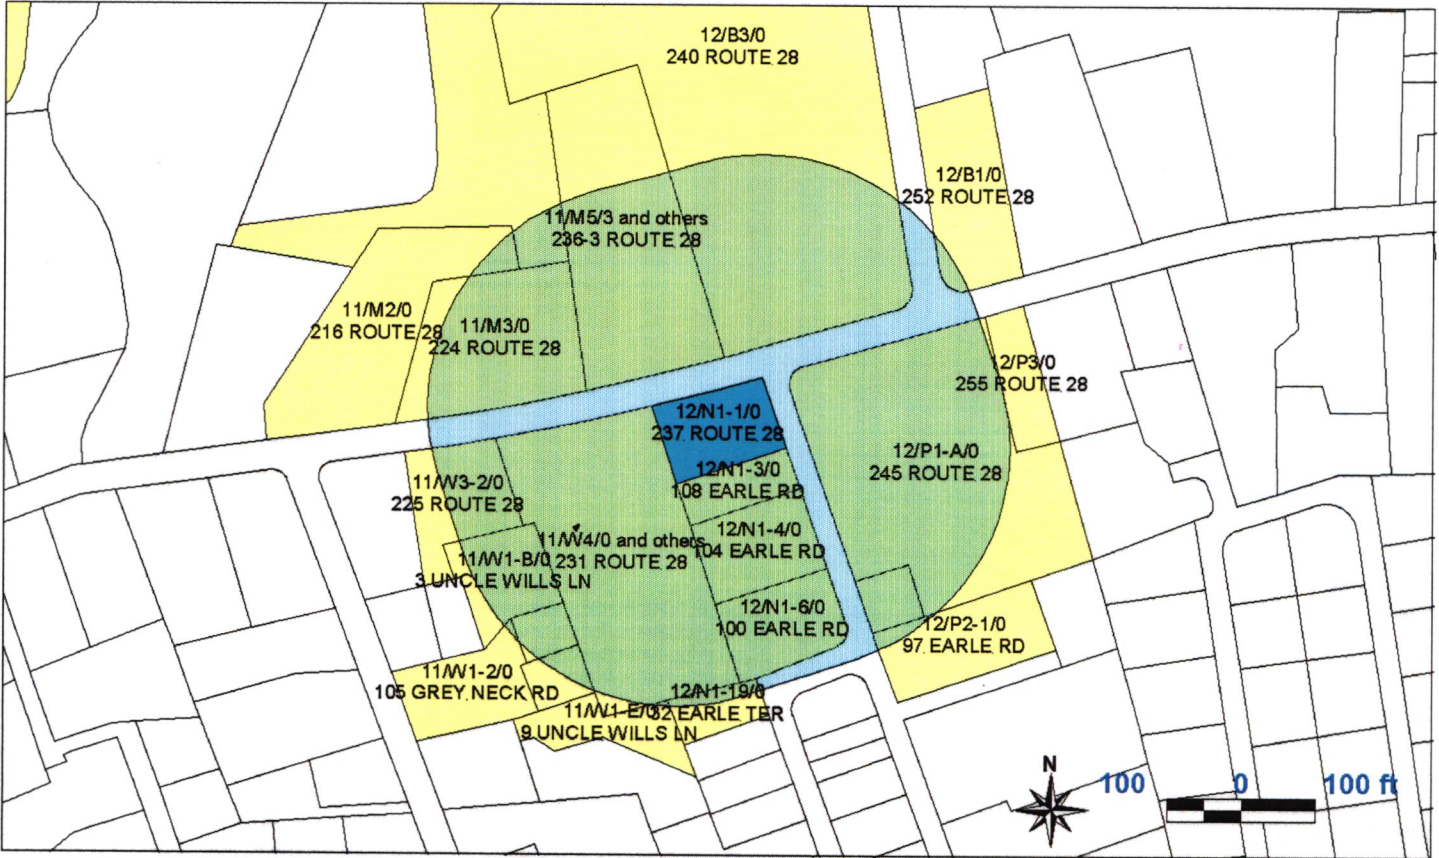 12/B3/0
240 ROUTE 28
12/B1/0
252 ROUTE 28
11/M5/3 and others
236-3 ROUTE 28
11/M2/0
216 ROUTE 28
11/M3/0
224 ROUTE 28
12/P3/0
255 ROUTE 28
12/N1-1/0
237 ROUTE 28
12/P1-A/0
245 ROUTE 28
12/N1-3/0
108 EARLE RD
11/W3-2/0
225 ROUTE 28
11/W4/0 and others
231 ROUTE 28
12/N1-4/0
104 EARLE RD
11/W1-B/0
3 UNCLE WILLS LN
12/N1-6/0
100 EARLE RD
12/P2-1/0
97 EARLE RD
11/W1-2/0
105 GREY NECK RD
12/N1-19/0
32 EARLE TER
11/W1-E/0
9 UNCLE WILLS LN
N
100 0 100 ft